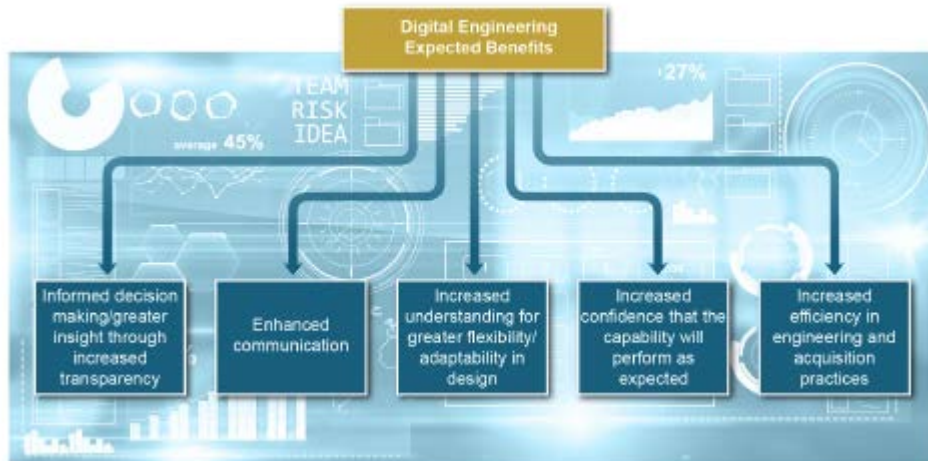 Digital Engineering
Expected Benefits
27%
TEAM
RISK
IDEA
average 45%
Informed decision
making/greater
insight through
increased
transparency
Enhanced
communication
Increased
understanding for
greater flexibility/
adaptability in
design
Increased
confidence that the
capability will
perform as
expected
Increased
efficiency in
engineering and
acquisition
practices